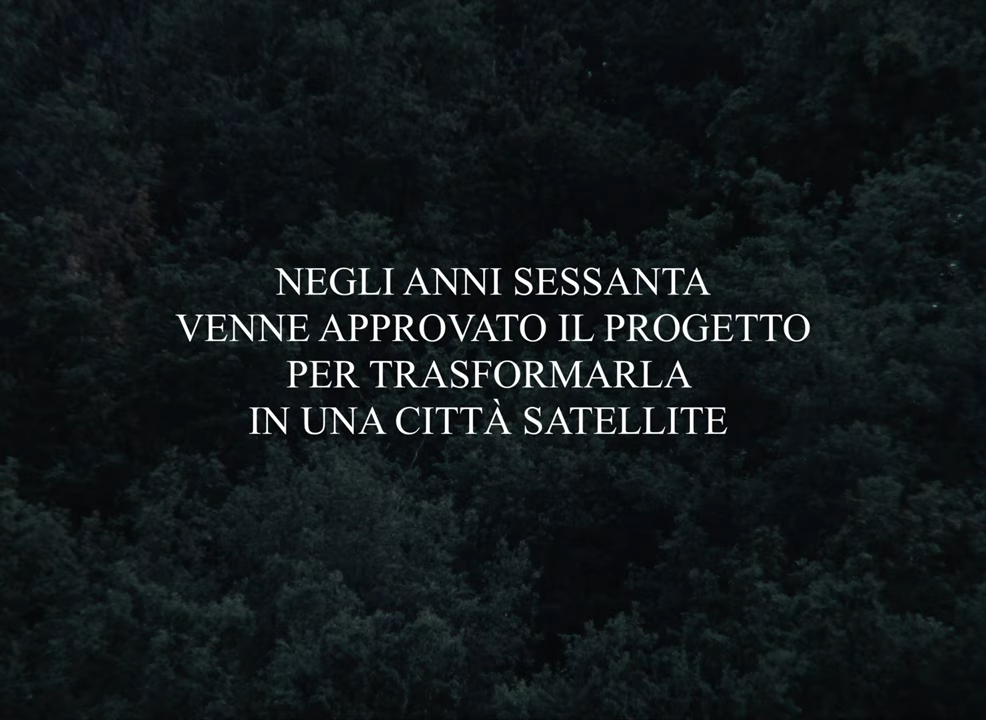 NEGLI ANNI SESSANTA
VENNE APPROVATO IL PROGETTO
PER TRASFORMARLA
IN UNA CITTÀ SATELLITE